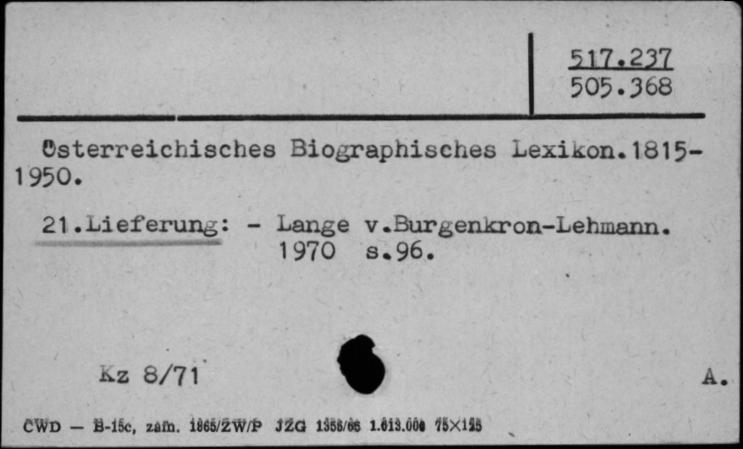 517.237
505.368
Österreichisches Biographisches Lexikon.1815-
1950.
21.Lieferung: - Lange v.Burgenkron-Lehmann.
1970 s.96.
Kz 8/71
A.
CWD — B-15c, zam. 1865/ZW/P JZG 1358/66 1.013.000 75×125